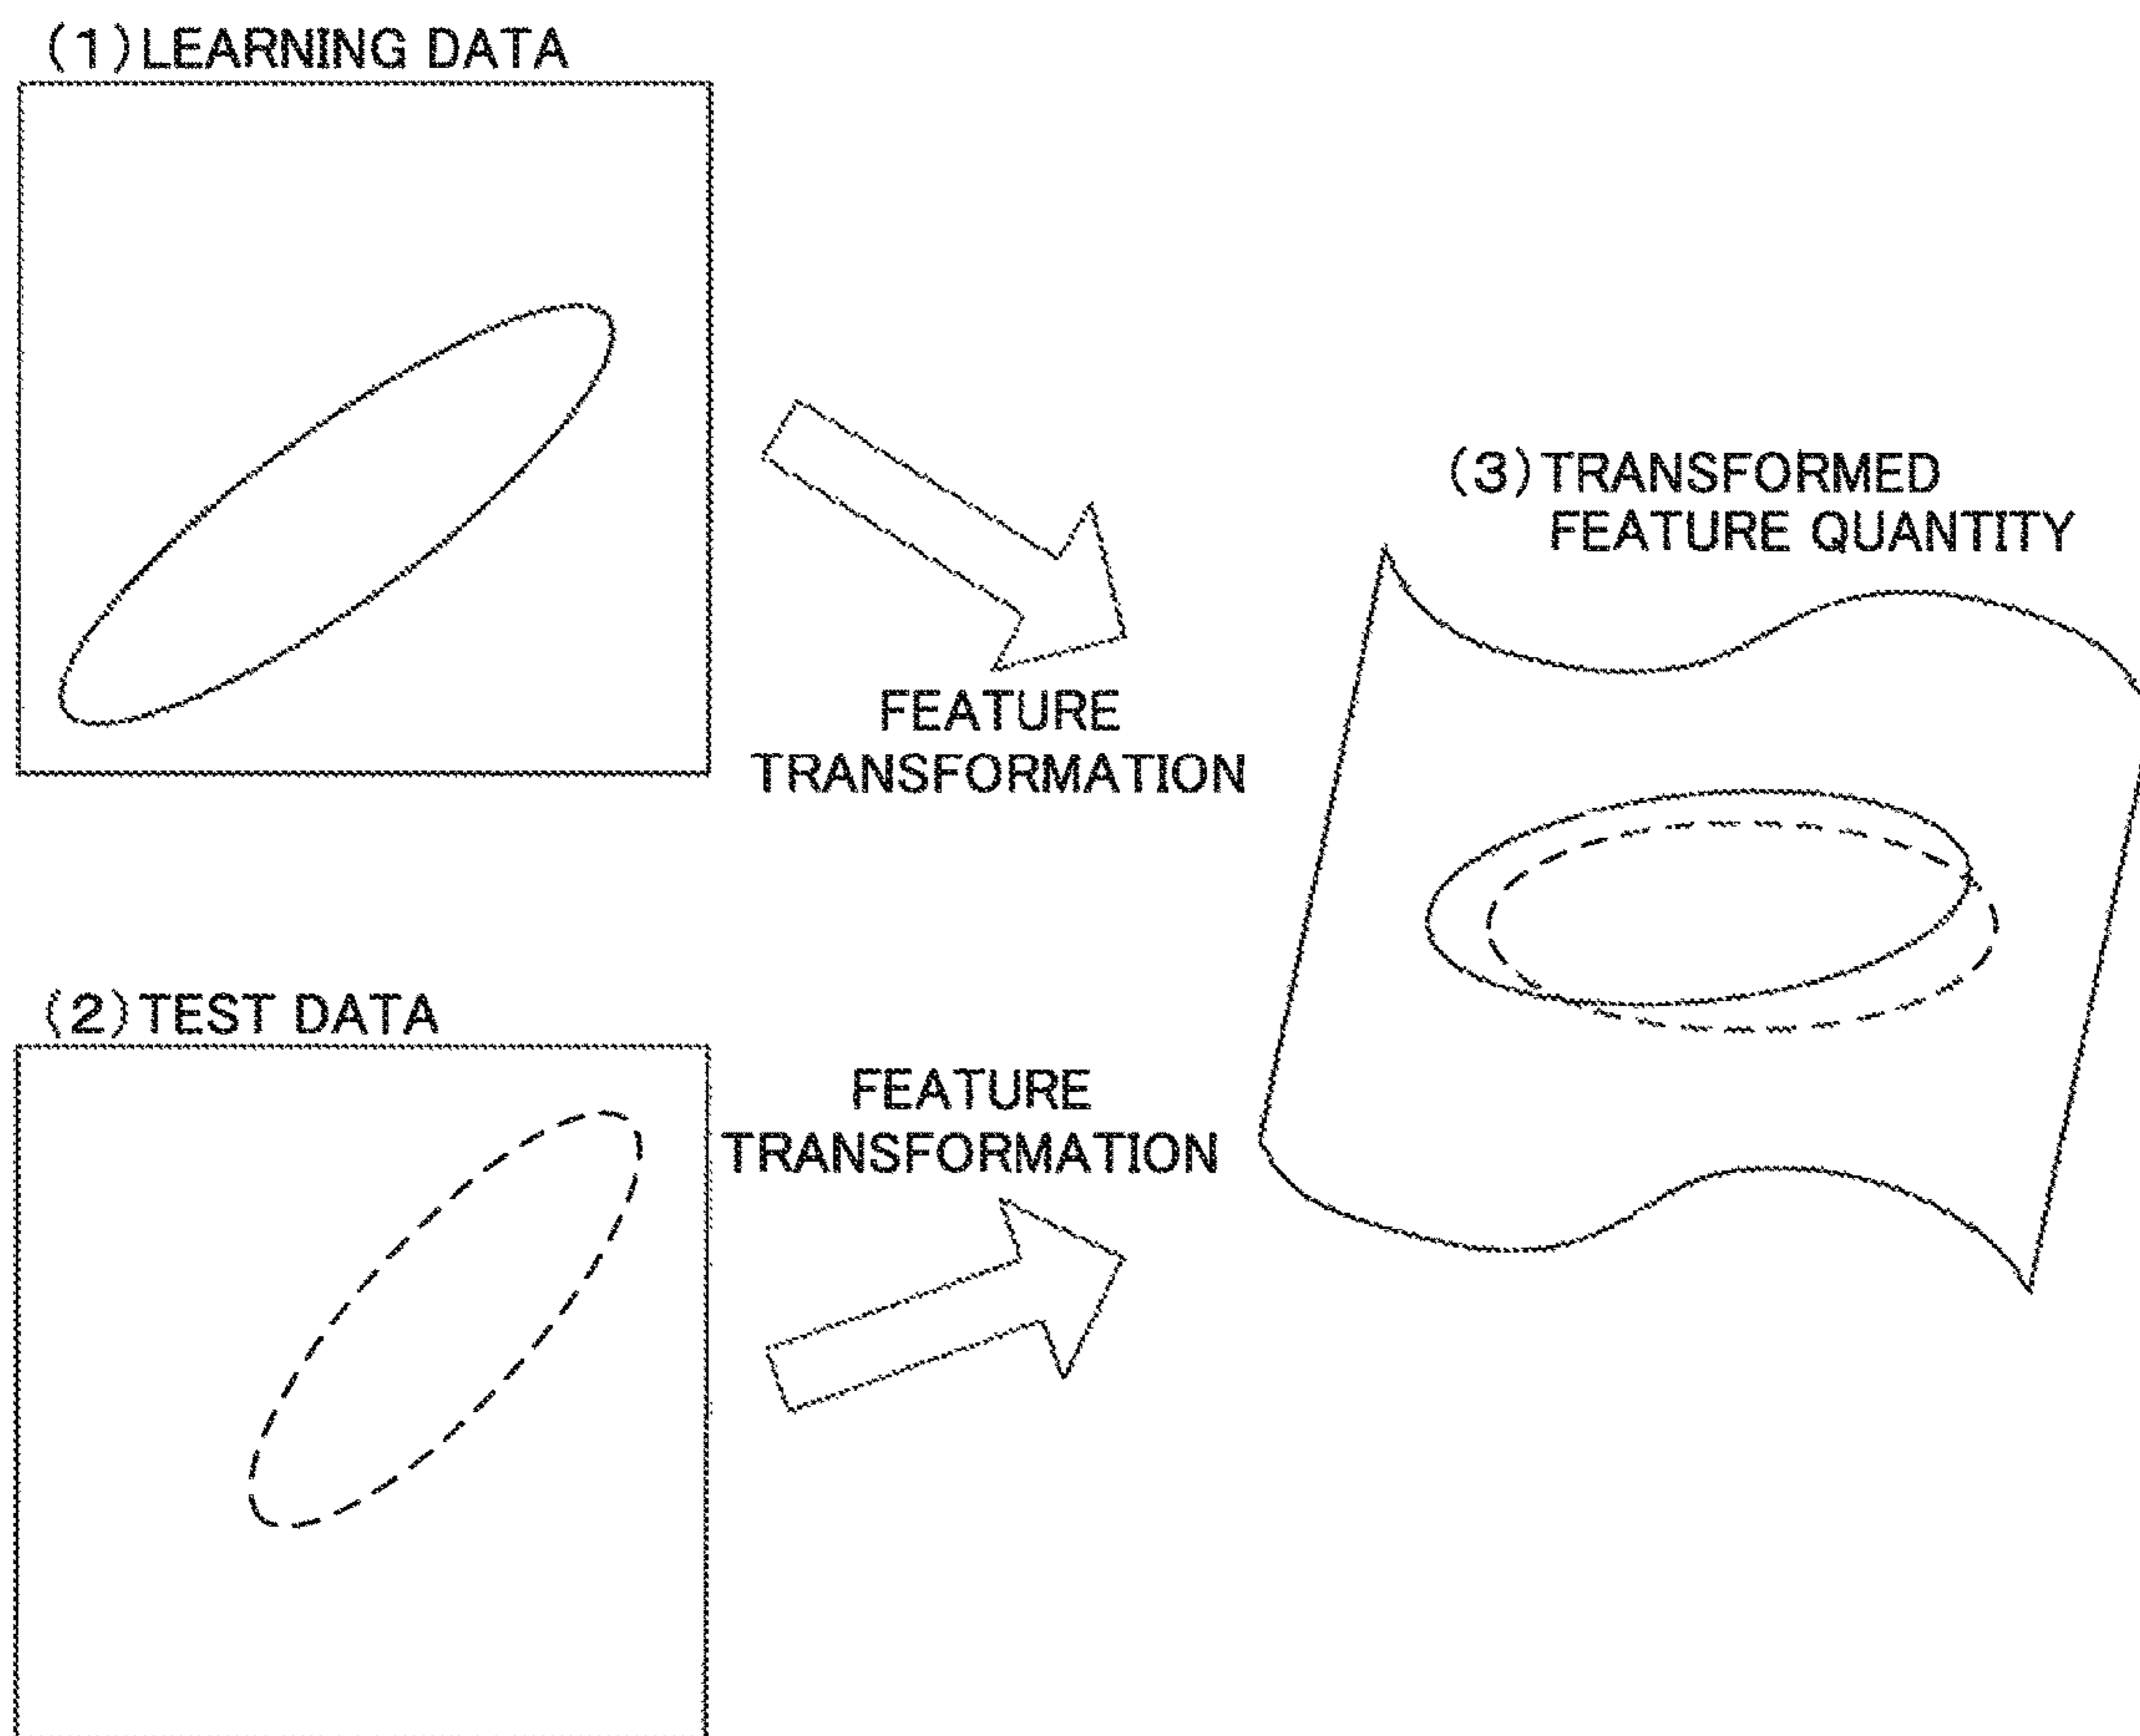 (1)LEARNING DATA
FEATURE
TRANSFORMATION
(2)TEST DATA
FEATURE
TRANSFORMATION
(3)TRANSFORMED
FEATURE QUANTITY